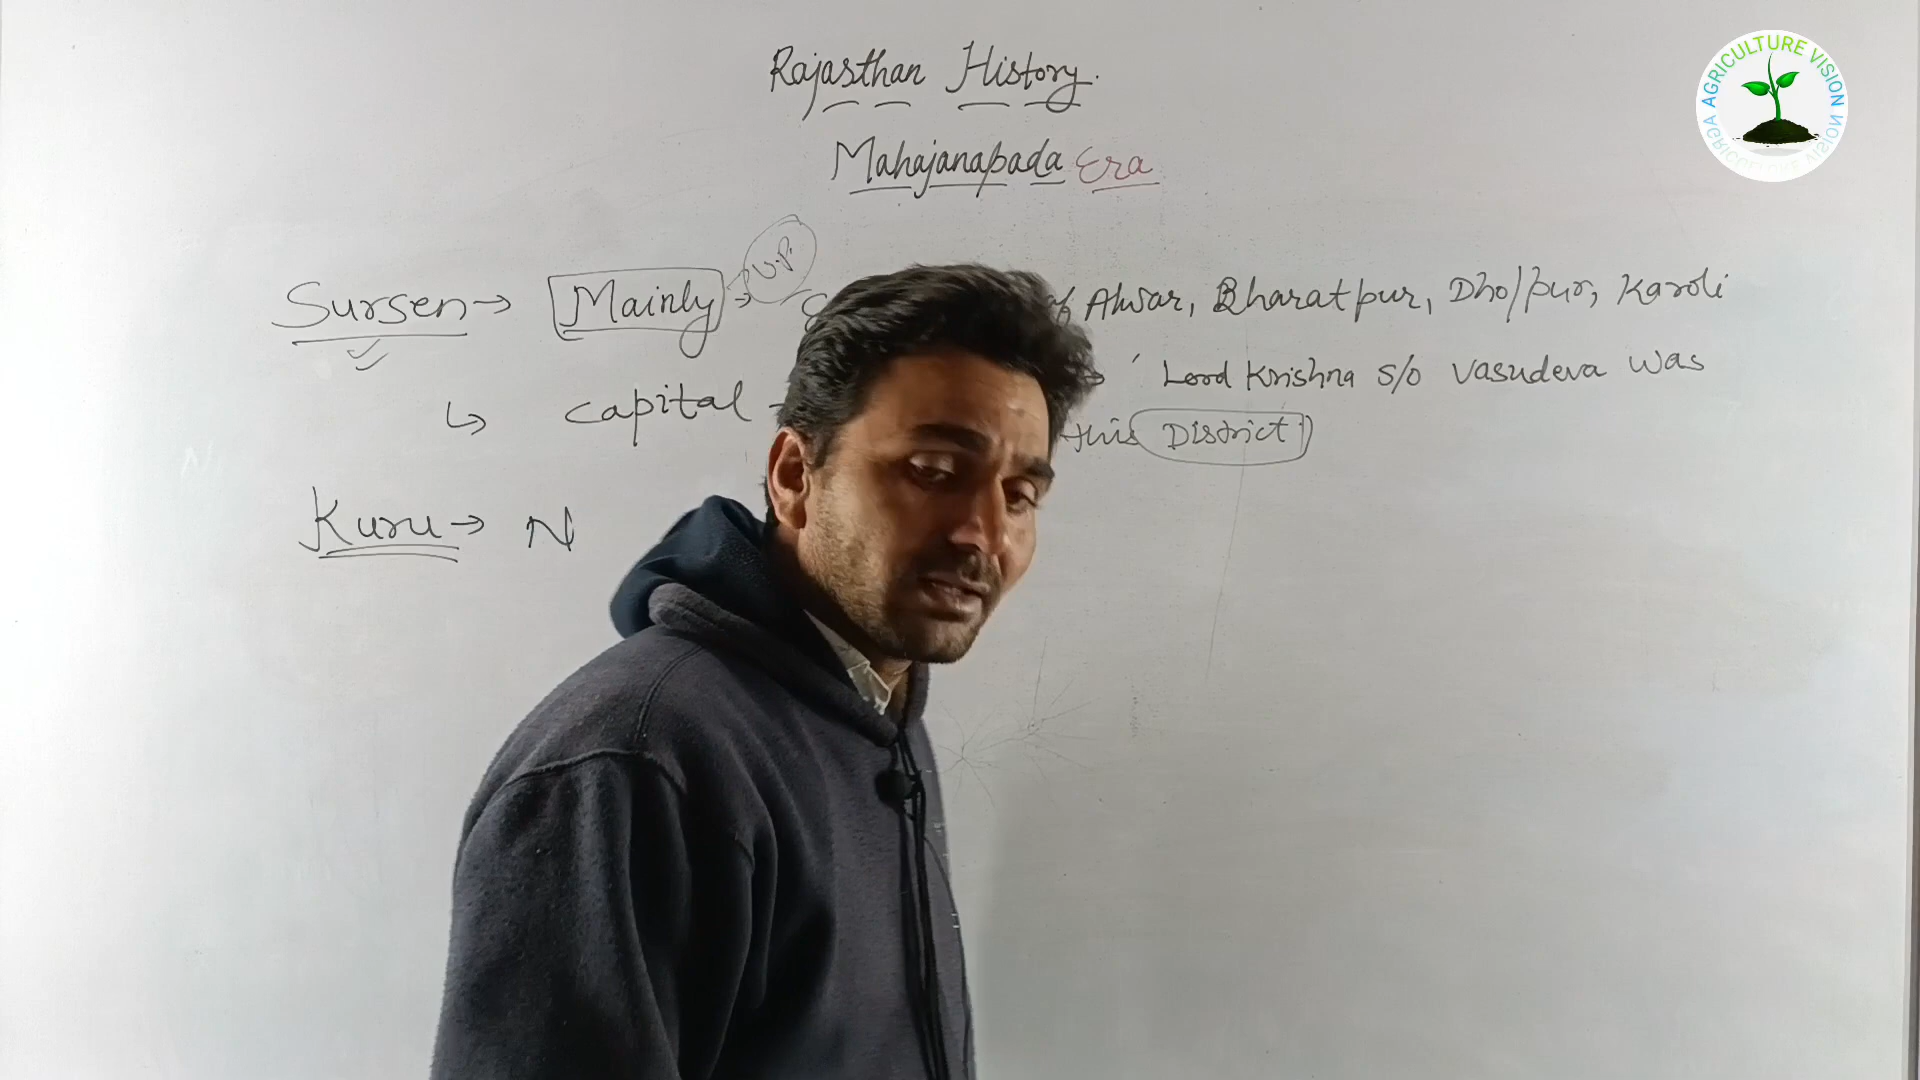 Rajasthan History.
Mahajanapada Era
U.P.
Sursen → Mainly → of Alwar, Bharatpur, Dholpur, Karoli
↳ capital - → ' Lord Krishna s/o Vasudeva was
this District
Kuru → N
AGRICULTURE VISION